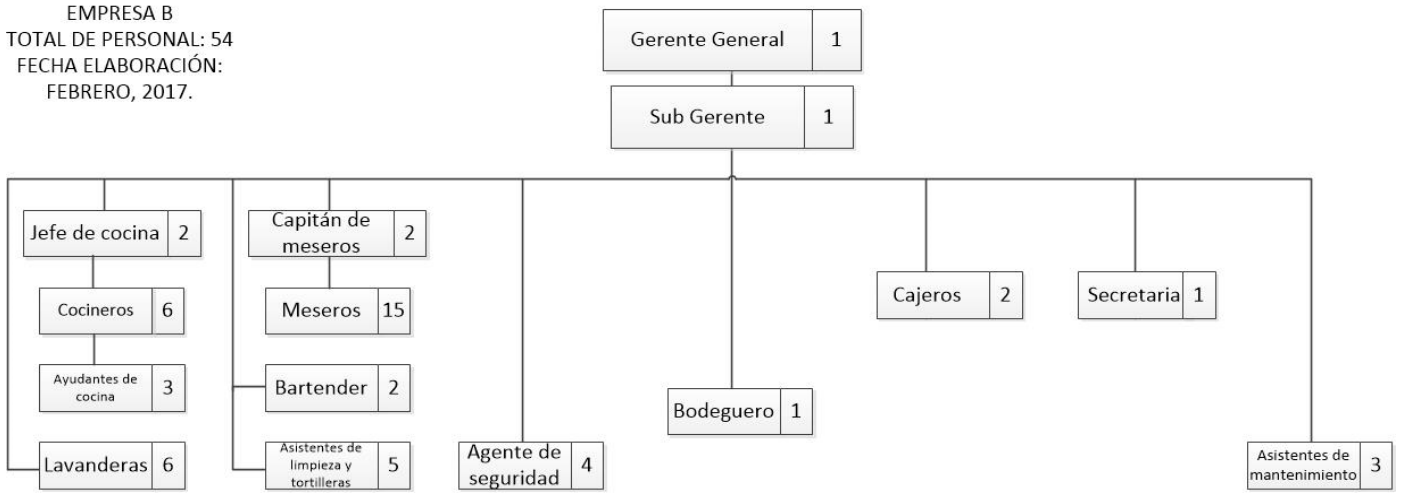 EMPRESA B
TOTAL DE PERSONAL: 54
FECHA ELABORACIÓN:
FEBRERO, 2017.
Gerente General 1
Sub Gerente 1
Jefe de cocina 2
Capitán de
meseros 2
Cocineros 6
Meseros 15
Cajeros 2
Secretaria 1
Ayudantes de
cocina 3
Bartender 2
Bodeguero 1
Lavanderas 6
Asistentes de
limpieza y
tortilleras 5
Agente de
seguridad 4
Asistentes de
mantenimiento 3